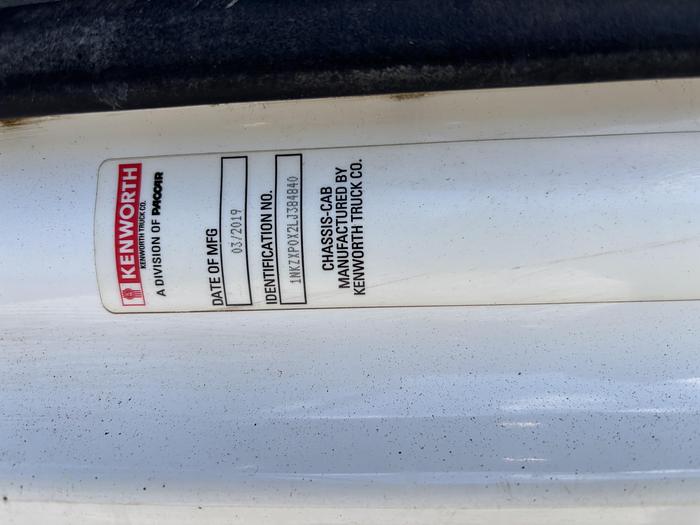 KENWORTH
KENWORTH TRUCK CO.
A DIVISION OF PACCAR
DATE OF MFG
03/2019
IDENTIFICATION NO.
1NKZXPOX2LJ384840
CHASSIS-CAB
MANUFACTURED BY
KENWORTH TRUCK CO.